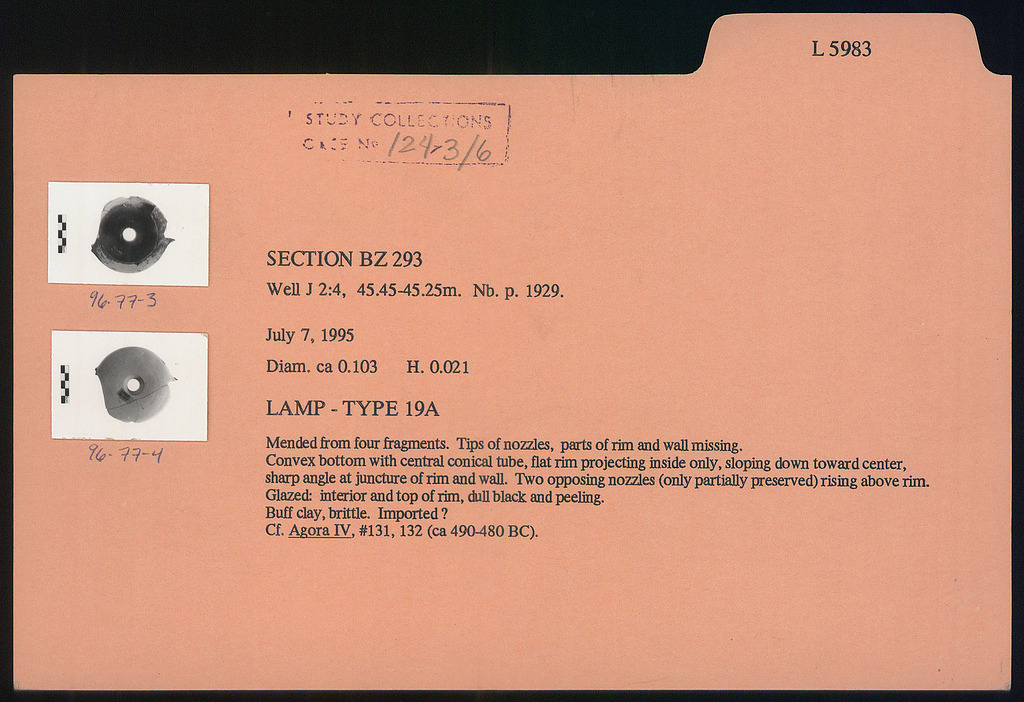 L 5983
STUDY COLLECTIONS
CASE No 124-3/6
96-77-3
96-77-4
SECTION BZ 293
Well J 2:4, 45.45-45.25m. Nb. p. 1929.
July 7, 1995
Diam. ca 0.103 H. 0.021
LAMP - TYPE 19A
Mended from four fragments. Tips of nozzles, parts of rim and wall missing.
Convex bottom with central conical tube, flat rim projecting inside only, sloping down toward center,
sharp angle at juncture of rim and wall. Two opposing nozzles (only partially preserved) rising above rim.
Glazed: interior and top of rim, dull black and peeling.
Buff clay, brittle. Imported ?
Cf. Agora IV, #131, 132 (ca 490-480 BC).